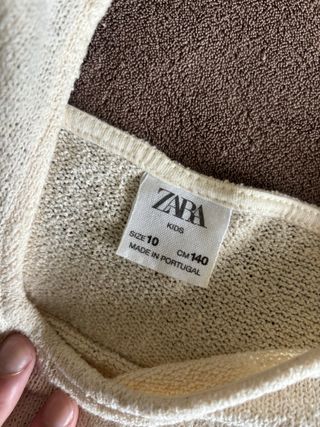 ZARA
KIDS
SIZE 10 CM 140
MADE IN PORTUGAL